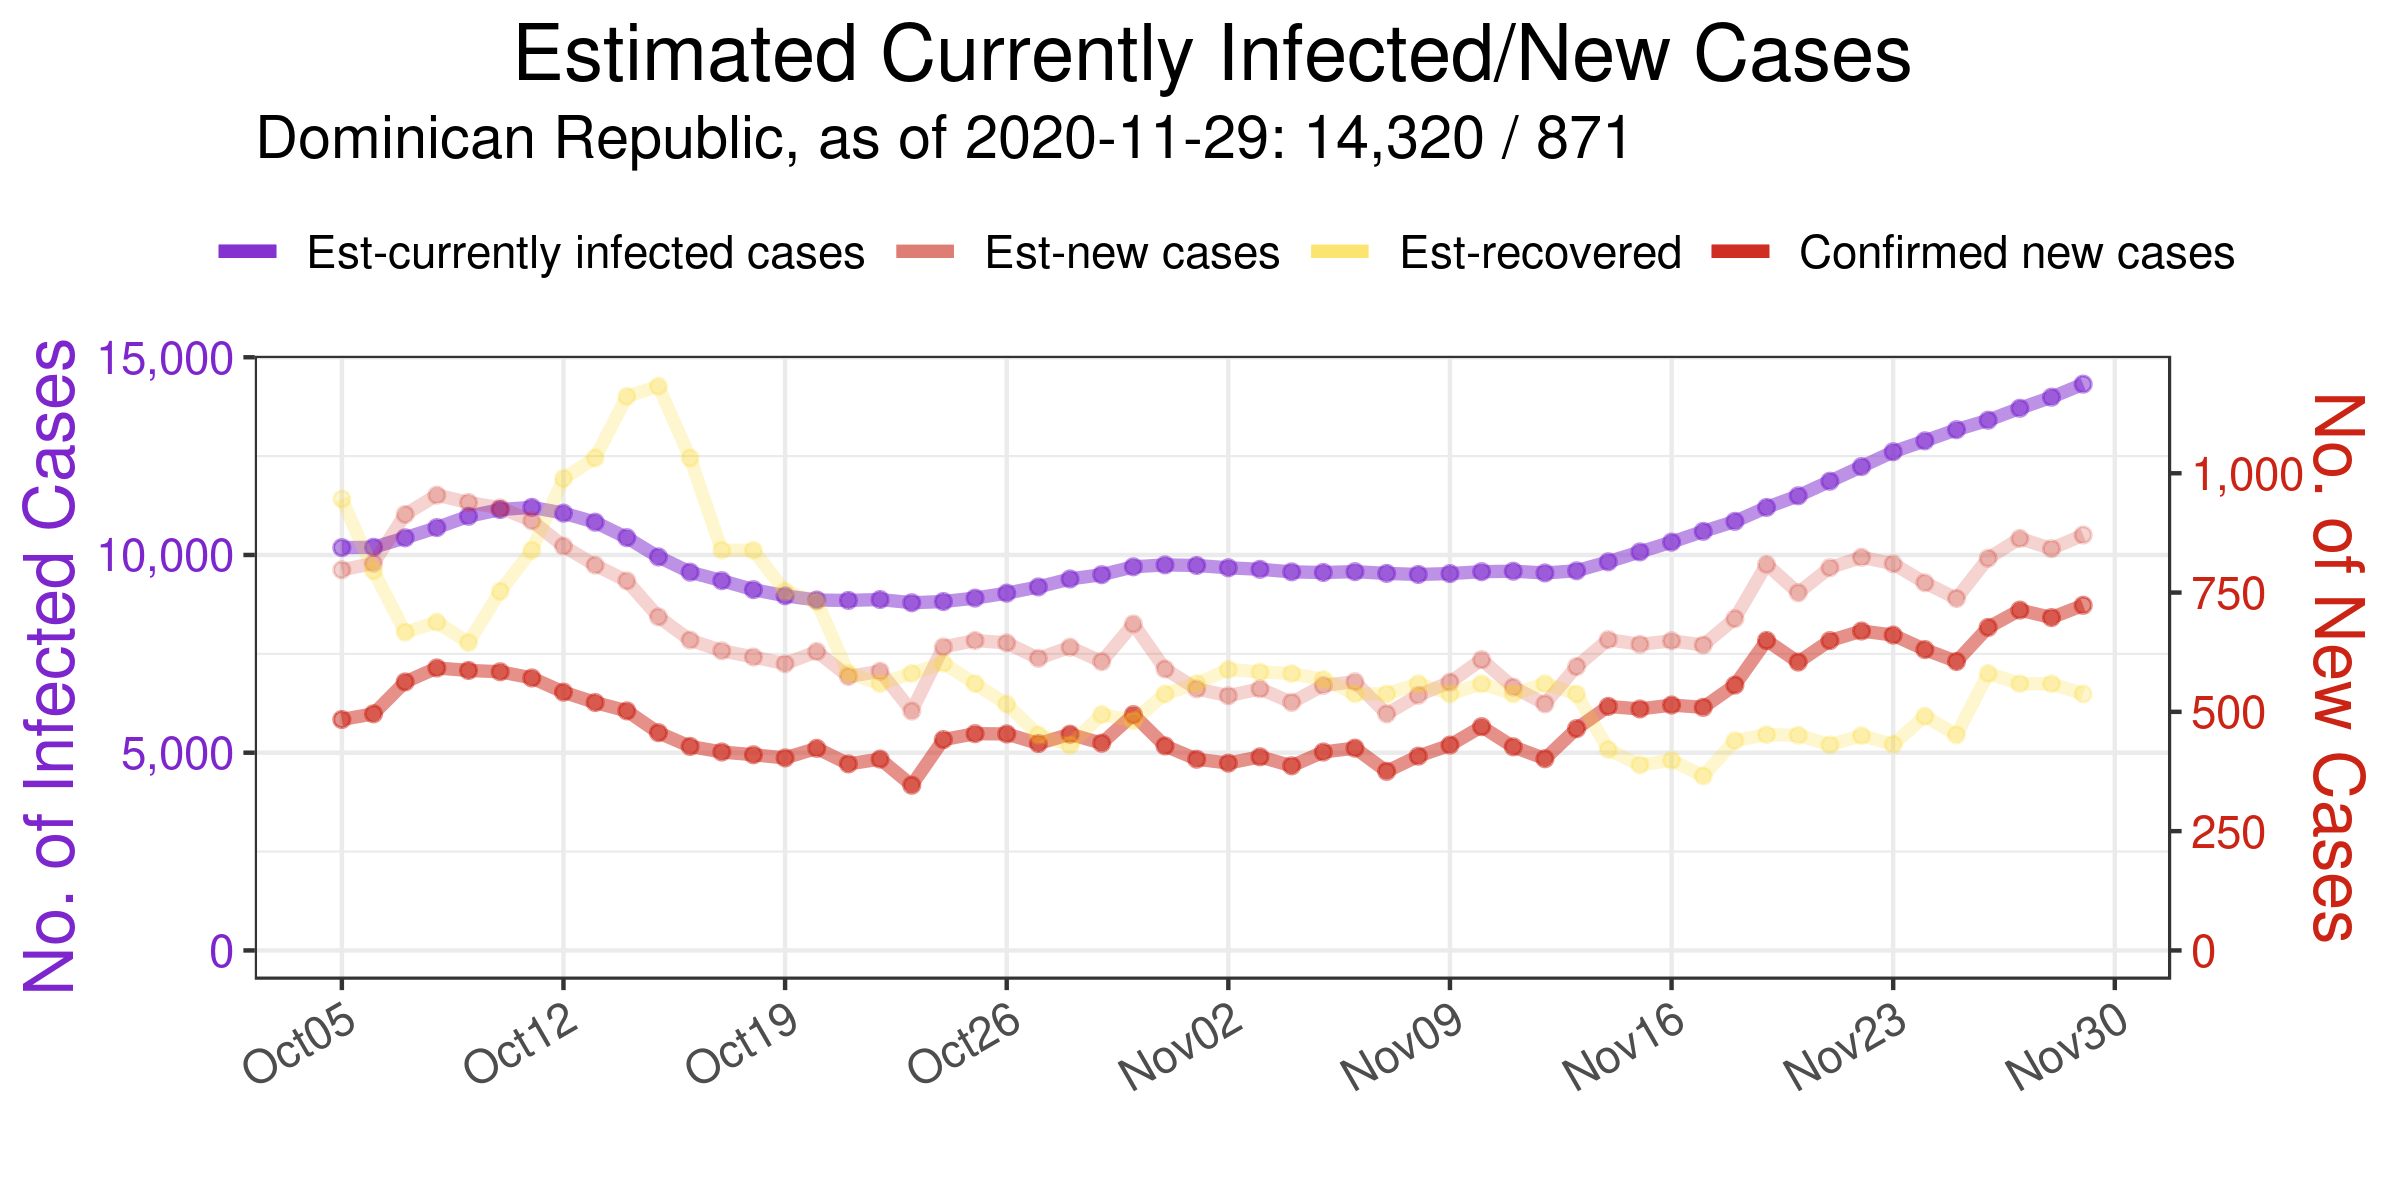 Estimated Currently Infected/New Cases
Dominican Republic, as of 2020-11-29: 14,320 / 871
Est-currently infected cases Est-new cases Est-recovered Confirmed new cases
No. of Infected Cases
15,000
10,000
5,000
0
1,000
750
500
250
0
No. of New Cases
Oct05 Oct12 Oct19 Oct26 Nov02 Nov09 Nov16 Nov23 Nov30